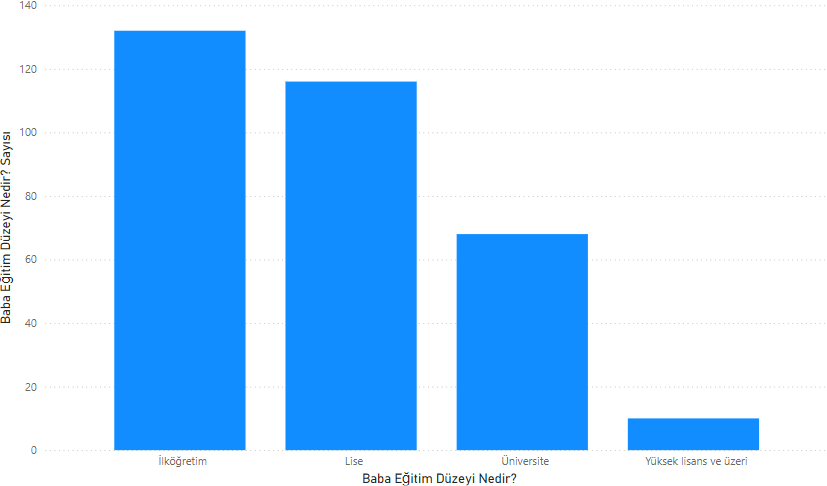 140
120
100
80
60
40
20
0
Baba Eğitim Düzeyi Nedir? Sayısı
İlköğretim
Lise
Üniversite
Yüksek lisans ve üzeri
Baba Eğitim Düzeyi Nedir?